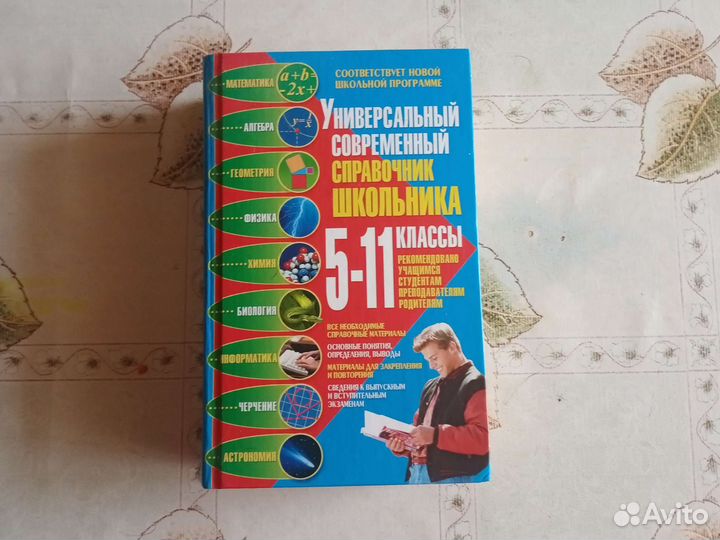 МАТЕМАТИКА
a+b=
-2x+
АЛГЕБРА
ГЕОМЕТРИЯ
ФИЗИКА
ХИМИЯ
БИОЛОГИЯ
ИНФОРМАТИКА
ЧЕРЧЕНИЕ
АСТРОНОМИЯ
СООТВЕТСТВУЕТ НОВОЙ
ШКОЛЬНОЙ ПРОГРАММЕ
УНИВЕРСАЛЬНЫЙ
СОВРЕМЕННЫЙ
СПРАВОЧНИК
ШКОЛЬНИКА
5-11 КЛАССЫ
РЕКОМЕНДОВАНО
УЧАЩИМСЯ
СТУДЕНТАМ
ПРЕПОДАВАТЕЛЯМ
РОДИТЕЛЯМ
ВСЕ НЕОБХОДИМЫЕ
СПРАВОЧНЫЕ МАТЕРИАЛЫ
ОСНОВНЫЕ ПОНЯТИЯ,
ОПРЕДЕЛЕНИЯ, ВЫВОДЫ
МАТЕРИАЛЫ ДЛЯ ЗАКРЕПЛЕНИЯ
И ПОВТОРЕНИЯ
СВЕДЕНИЯ К ВЫПУСКНЫМ
И ВСТУПИТЕЛЬНЫМ
ЭКЗАМЕНАМ
Avito